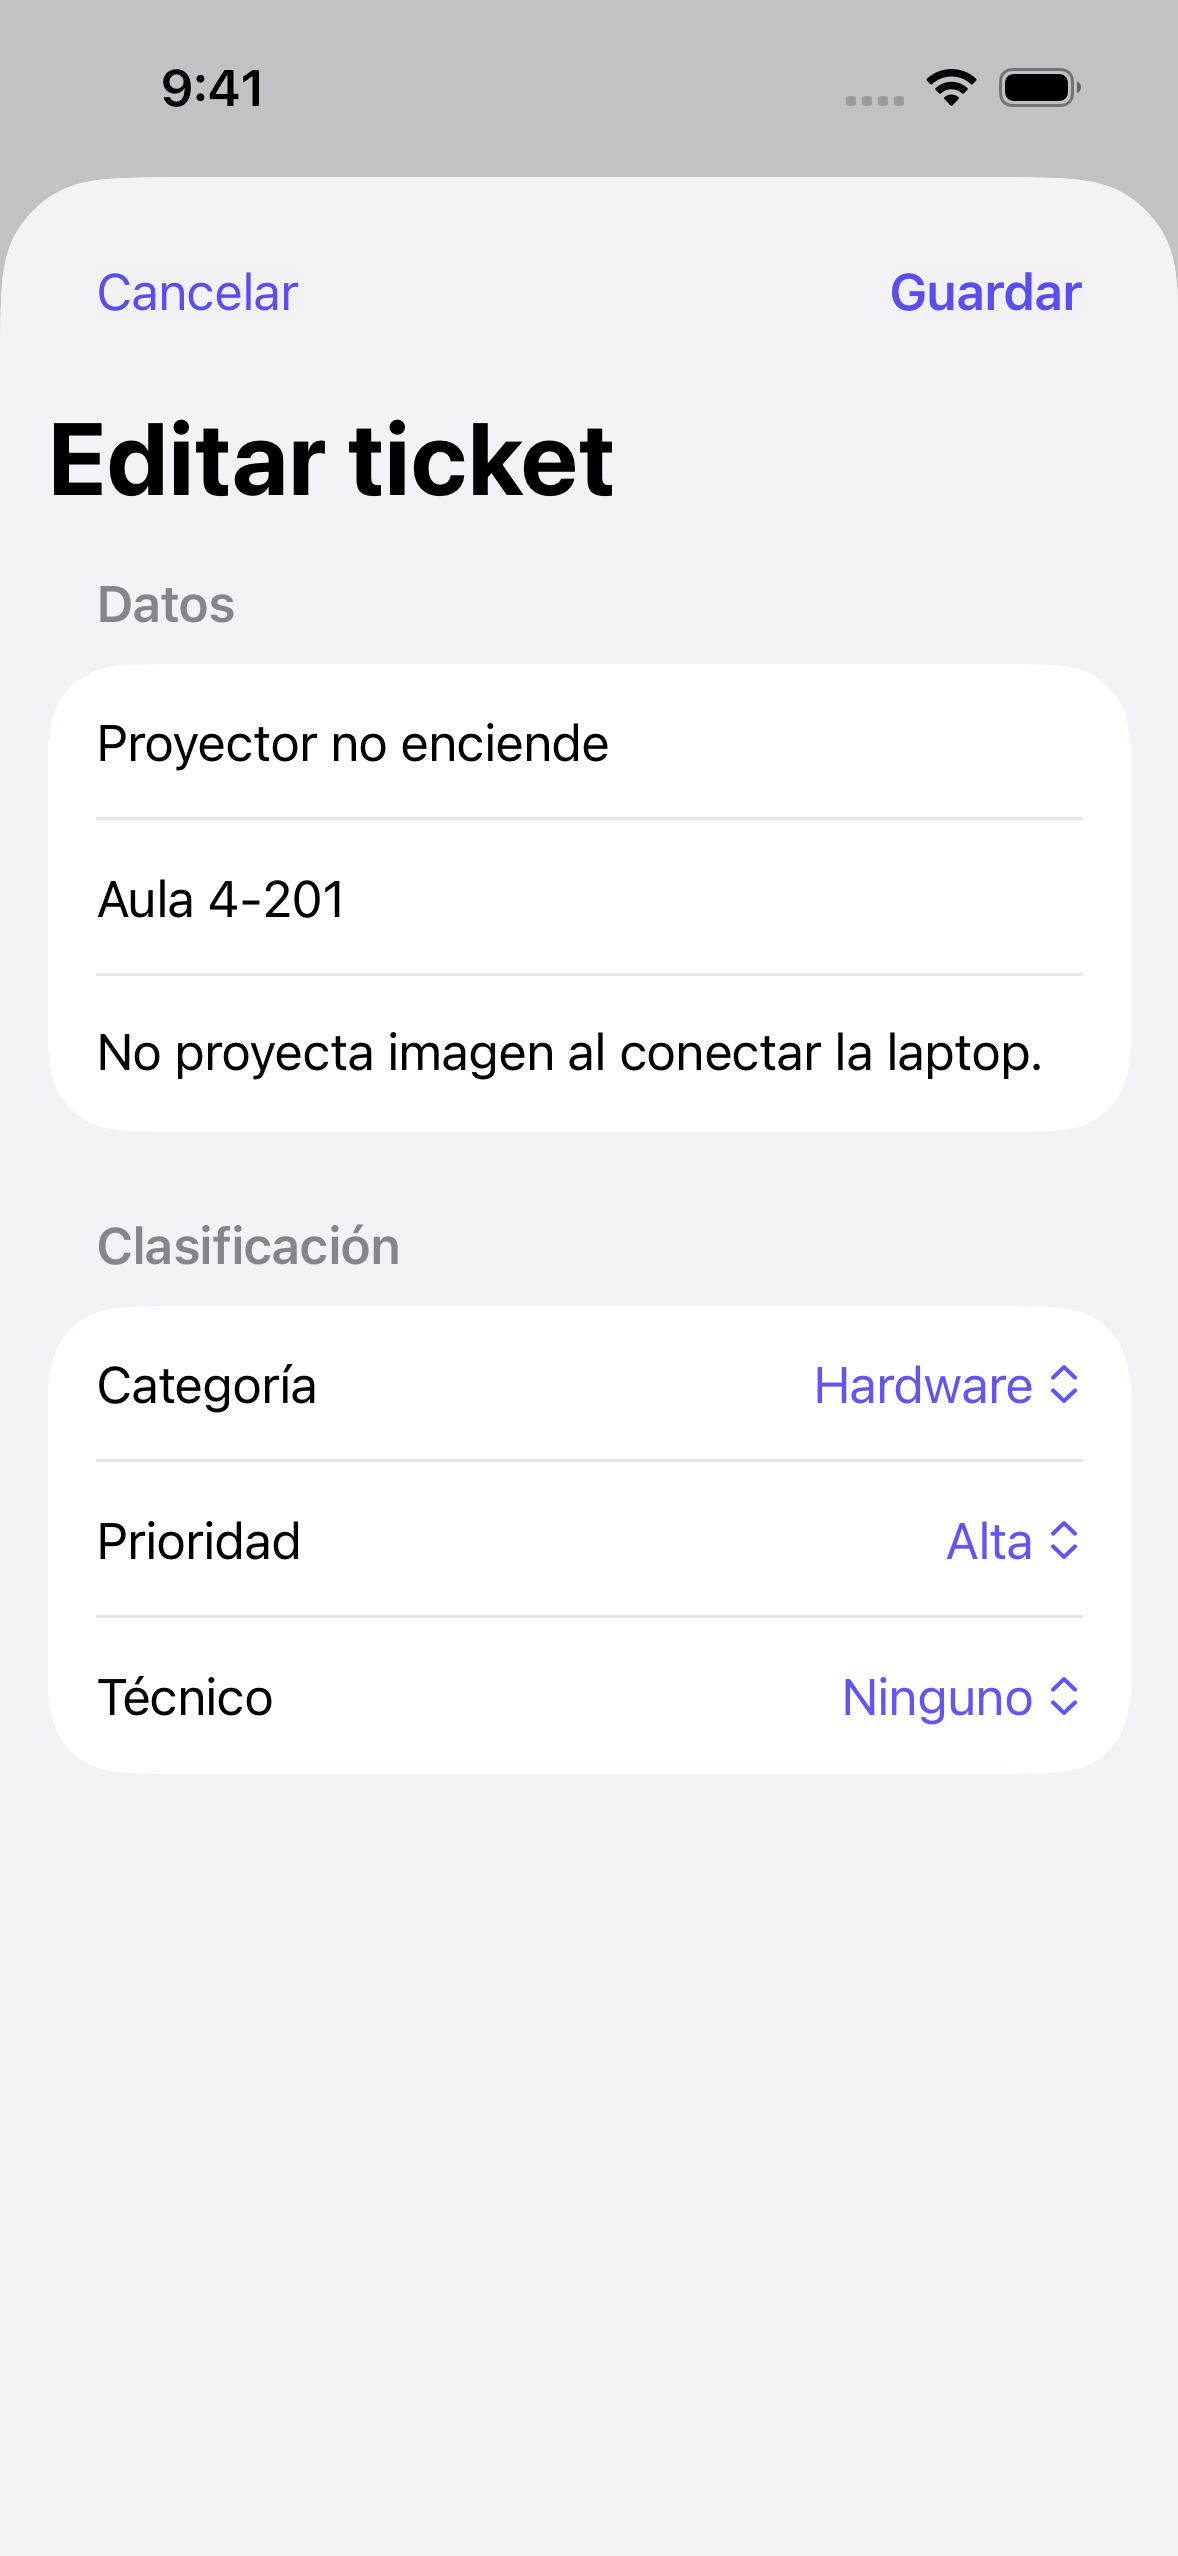 9:41
Cancelar
Guardar
Editar ticket
Datos
Proyector no enciende
Aula 4-201
No proyecta imagen al conectar la laptop.
Clasificación
Categoría Hardware
Prioridad Alta
Técnico Ninguno